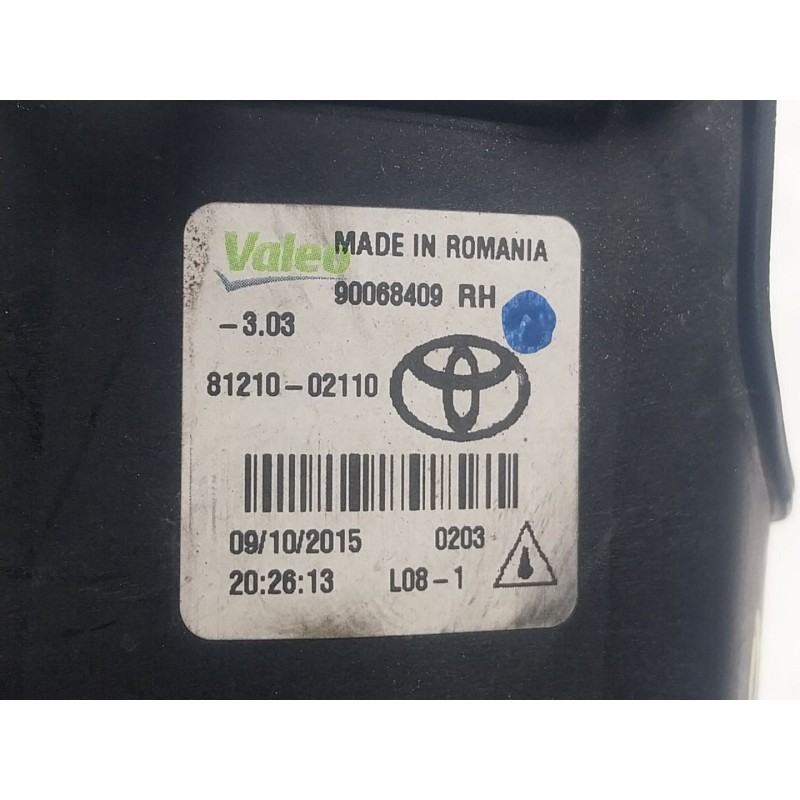 Valeo MADE IN ROMANIA
90068409 RH
-3.03
81210-02110
09/10/2015 0203
20:26:13 L08-1